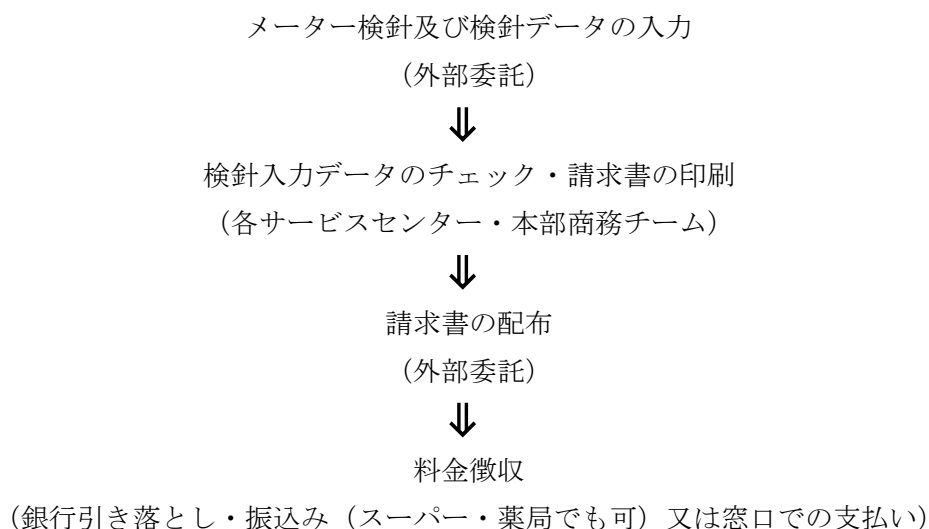 メーター検針及び検針データの入力
（外部委託）
⇓
検針入力データのチェック・請求書の印刷
（各サービスセンター・本部商務チーム）
⇓
請求書の配布
（外部委託）
⇓
料金徴収
（銀行引き落とし・振込み（スーパー・薬局でも可）又は窓口での支払い）